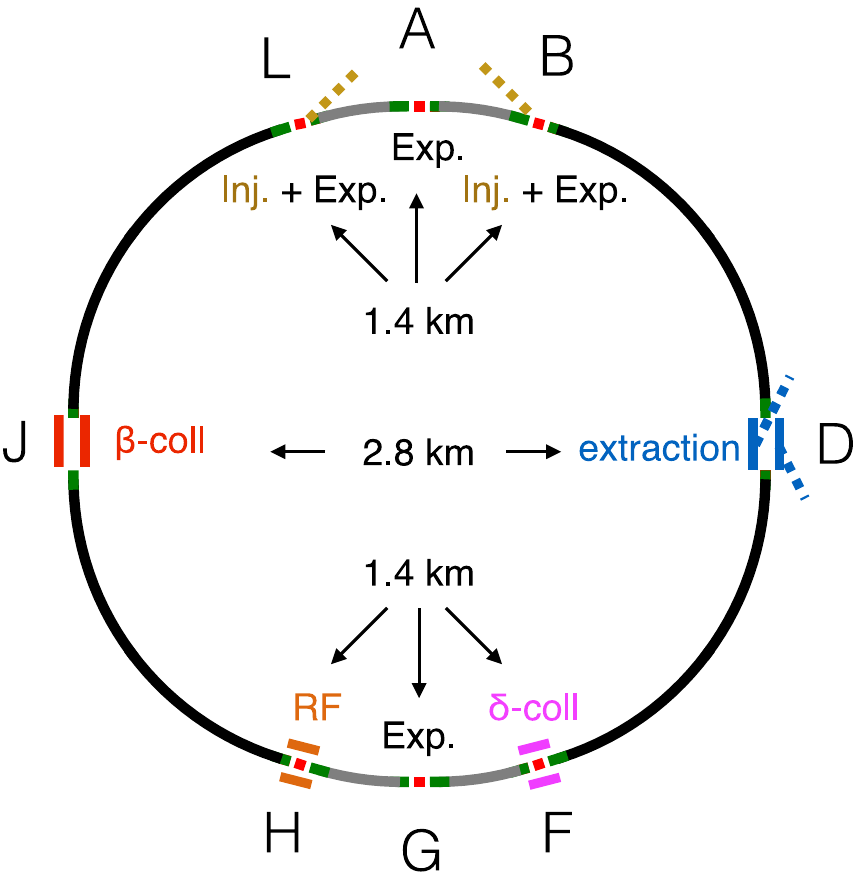 A
L
B
Exp.
Inj. + Exp.
Inj. + Exp.
1.4 km
J
β-coll
2.8 km
extraction
D
1.4 km
RF
δ-coll
Exp.
H
G
F